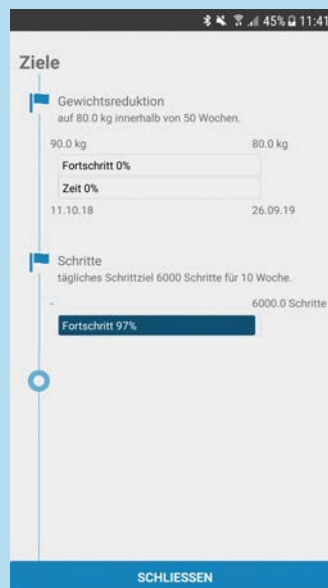 45% 11:41
Ziele
Gewichtsreduktion
auf 80.0 kg innerhalb von 50 Wochen.
90.0 kg 80.0 kg
Fortschritt 0%
Zeit 0%
11.10.18 26.09.19
Schritte
tägliches Schrittziel 6000 Schritte für 10 Woche.
- 6000.0 Schritte
Fortschritt 97%
SCHLIESSEN